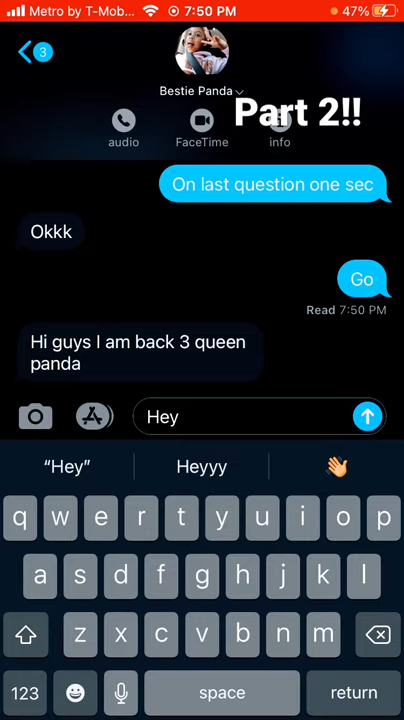 Metro by T-Mob... 7:50 PM 47%
3
Bestie Panda
Part 2!!
audio FaceTime info
On last question one sec
Okkk
Go
Read 7:50 PM
Hi guys I am back 3 queen
panda
Hey
“Hey” Heyyy
q w e r t y u i o p
a s d f g h j k l
z x c v b n m
123 space return